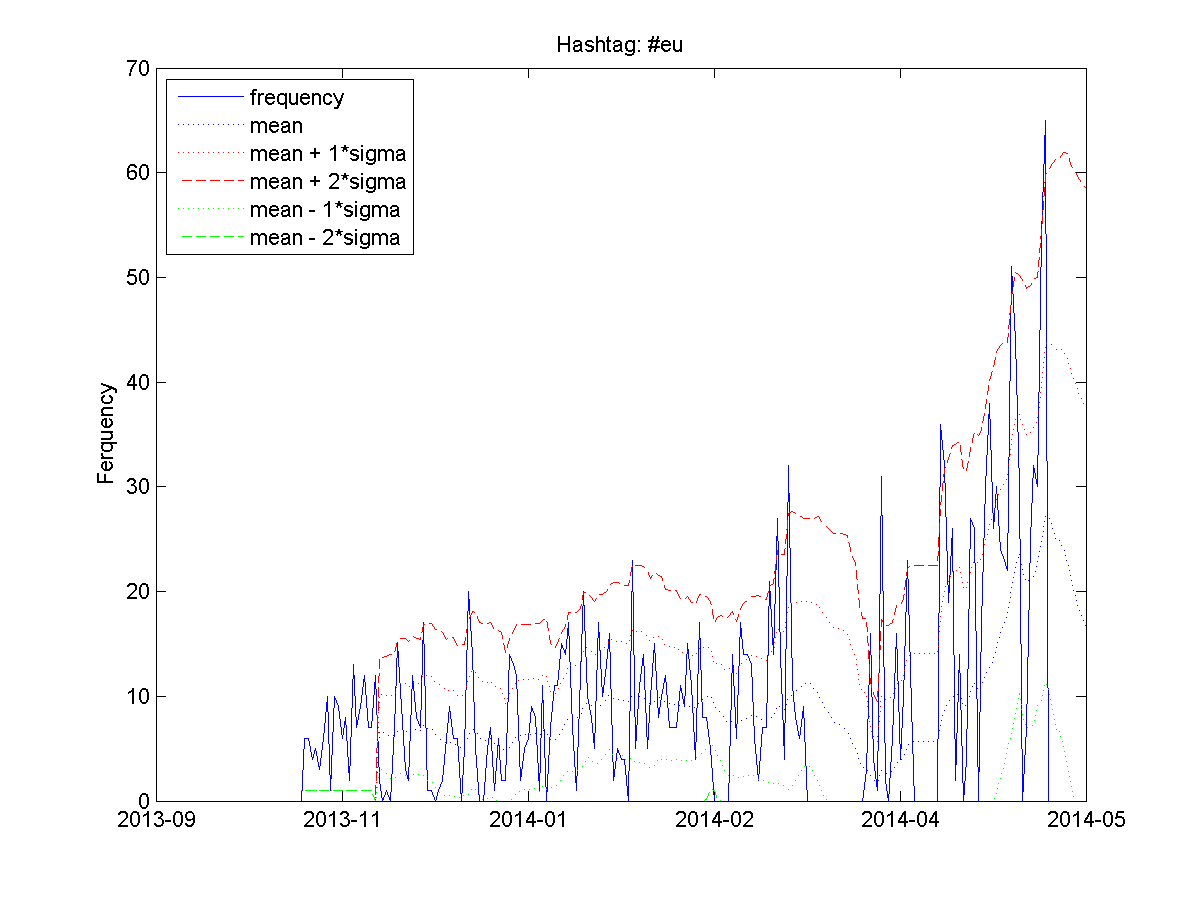 Hashtag: #eu
70
60
50
40
30
20
10
0
Ferquency
frequency
mean
mean + 1*sigma
mean + 2*sigma
mean - 1*sigma
mean - 2*sigma
2013-09
2013-11
2014-01
2014-02
2014-04
2014-05